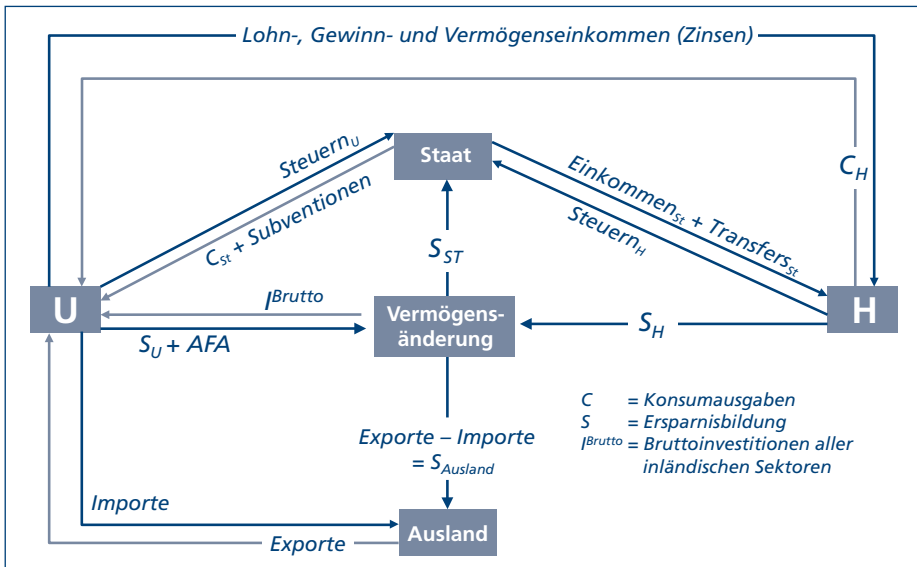 Lohn-, Gewinn- und Vermögenseinkommen (Zinsen)
Steuern_U
Staat
C_St + Subventionen
Einkommen_St + Transfers_St
Steuern_H
C_H
S_ST
U
I^Brutto
S_U + AFA
Vermögens-
änderung
S_H
H
C = Konsumausgaben
S = Ersparnisbildung
I^Brutto = Bruttoinvestitionen aller
inländischen Sektoren
Exporte – Importe
= S_Ausland
Importe
Ausland
Exporte